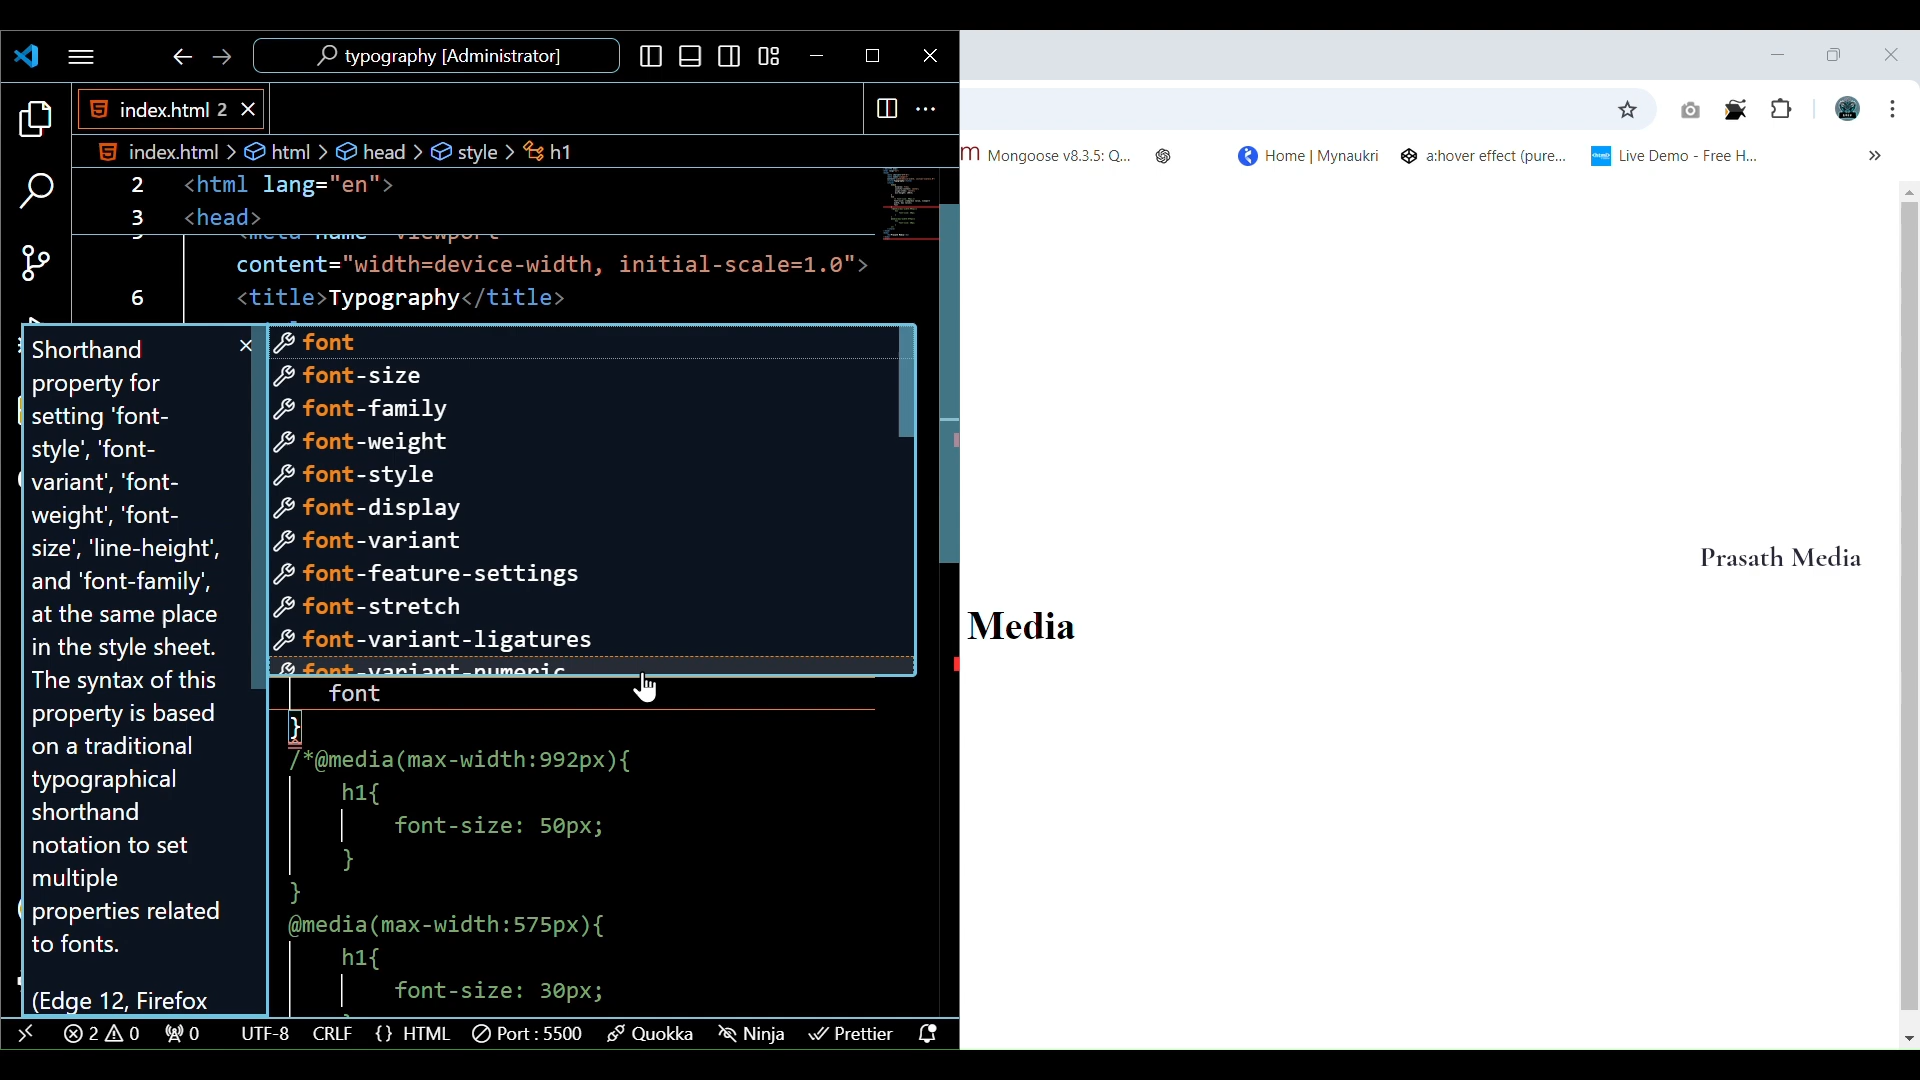 typography [Administrator]
index.html 2
index.html > html > head > style > h1
2 <html lang="en">
3 <head>
content="width=device-width, initial-scale=1.0">
6 <title>Typography</title>
Shorthand
property for
setting 'font-
style', 'font-
variant', 'font-
weight', 'font-
size', 'line-height',
and 'font-family',
at the same place
in the style sheet.
The syntax of this
property is based
on a traditional
typographical
shorthand
notation to set
multiple
properties related
to fonts.
(Edge 12, Firefox
font
font-size
font-family
font-weight
font-style
font-display
font-variant
font-feature-settings
font-stretch
font-variant-ligatures
font-variant-numeric
font
}
/*@media(max-width:992px){
h1{
font-size: 50px;
}
}
@media(max-width:575px){
h1{
font-size: 30px;
2 0 0 UTF-8 CRLF {} HTML Port : 5500 Quokka Ninja Prettier
Mongoose v8.3.5: Q... Home | Mynaukri a:hover effect (pure... Live Demo - Free H... »
Prasath Media
Media